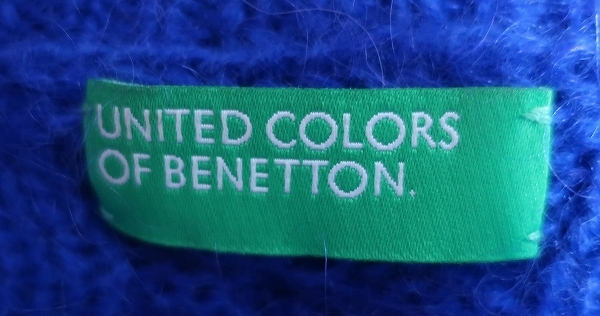 UNITED COLORS
OF BENETTON.